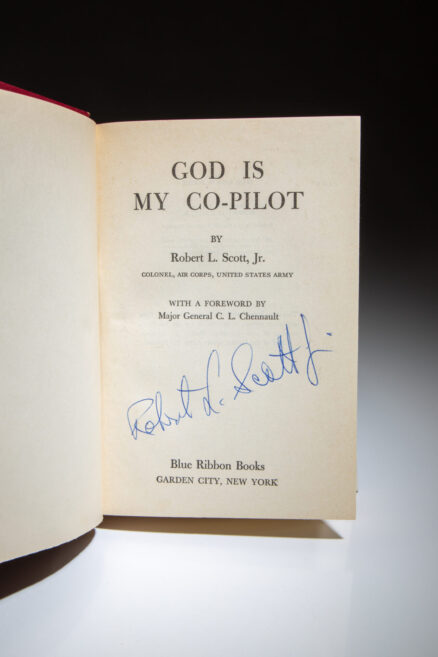 GOD IS
MY CO-PILOT
BY
Robert L. Scott, Jr.
COLONEL, AIR CORPS, UNITED STATES ARMY
WITH A FOREWORD BY
Major General C. L. Chennault
Robert L. Scott Jr.
Blue Ribbon Books
GARDEN CITY, NEW YORK